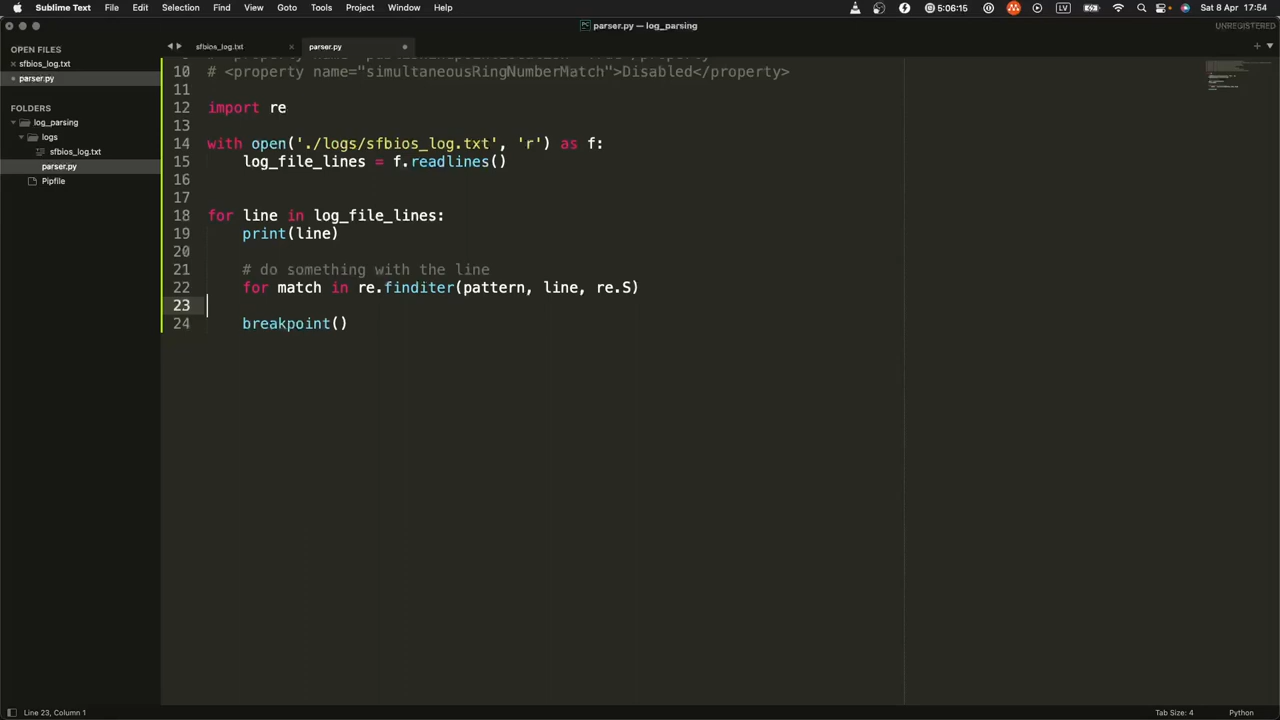 Sublime Text File Edit Selection Find View Goto Tools Project Window Help 5:06:15 LV Sat 8 Apr 17:54
parser.py — log_parsing UNREGISTERED
OPEN FILES
sfbios_log.txt
parser.py
FOLDERS
log_parsing
logs
sfbios_log.txt
parser.py
Pipfile
sfbios_log.txt parser.py
10 # <property name="simultaneousRingNumberMatch">Disabled</property>
11
12 import re
13
14 with open('./logs/sfbios_log.txt', 'r') as f:
15 log_file_lines = f.readlines()
16
17
18 for line in log_file_lines:
19 print(line)
20
21 # do something with the line
22 for match in re.finditer(pattern, line, re.S)
23
24 breakpoint()
Line 23, Column 1 Tab Size: 4 Python